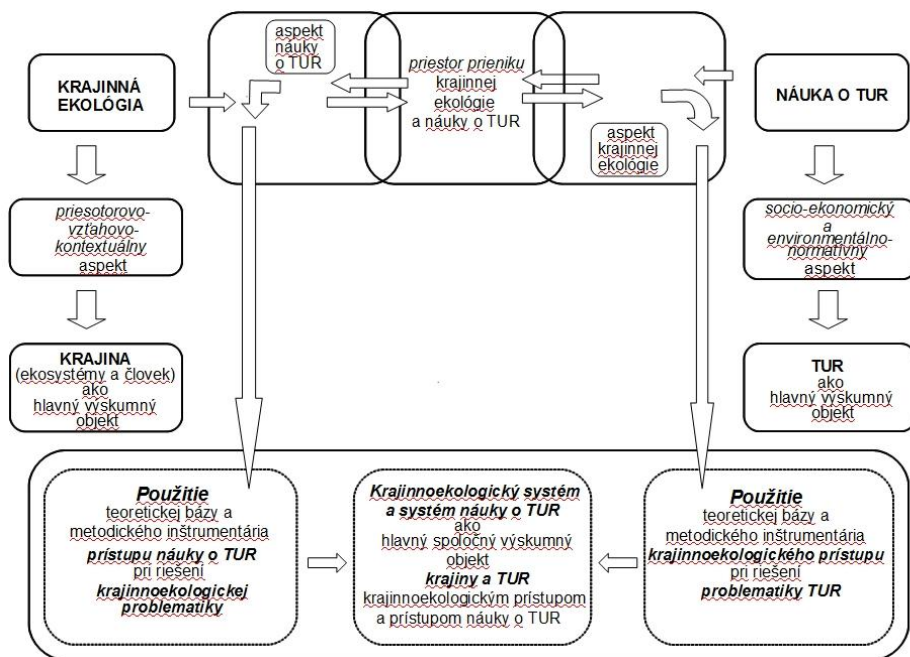 KRAJINNÁ
EKOLÓGIA
aspekt
náuky
o TUR
priestor prieniku
krajinnej
ekológie
a náuky o TUR
aspekt
krajinnej
ekológie
NÁUKA O TUR
priesotorovo-
vzťahovo-
kontextuálny
aspekt
socio-ekonomický
a
environmentálno-
normatívny
aspekt
KRAJINA
(ekosystémy a človek)
ako
hlavný výskumný
objekt
TUR
ako
hlavný výskumný
objekt
Použitie
teoretickej bázy a
metodického inštrumentária
prístupu náuky o TUR
pri riešení
krajinnoekologickej
problematiky
Krajinnoekologický systém
a systém náuky o TUR
ako
hlavný spoločný výskumný
objekt
krajiny a TUR
krajinnoekologickým prístupom
a prístupom náuky o TUR
Použitie
teoretickej bázy a
metodického inštrumentária
krajinnoekologického prístupu
pri riešení
problematiky TUR